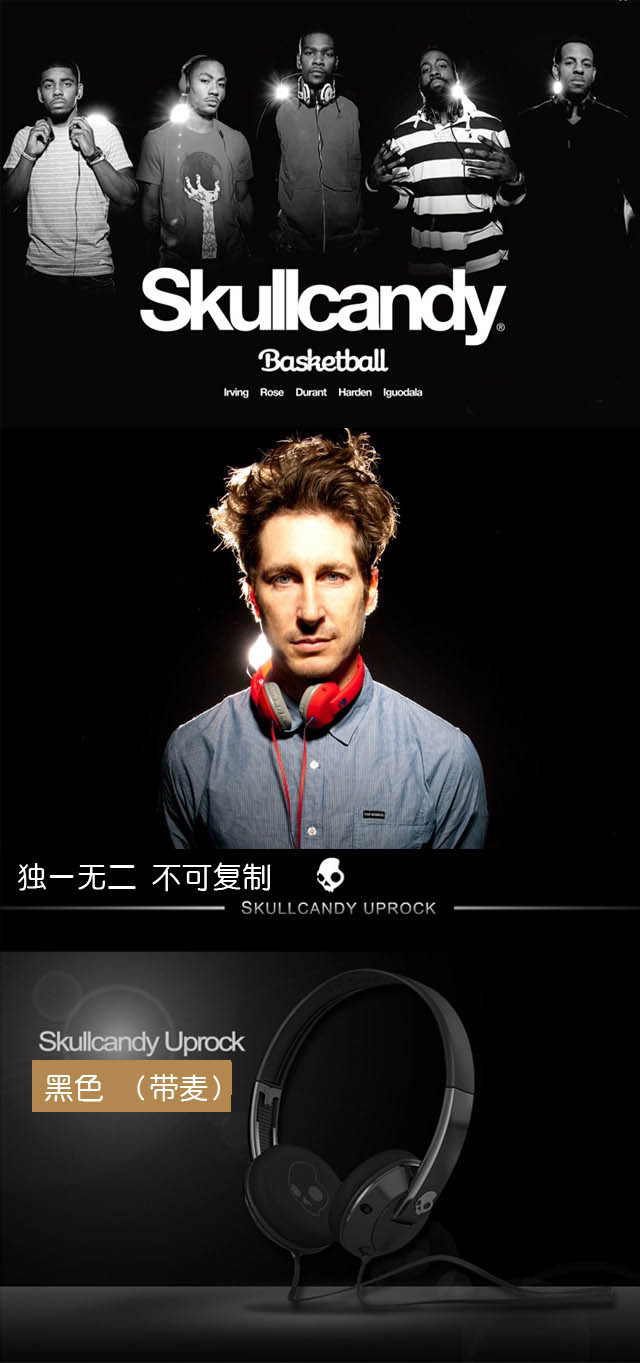 Skullcandy®
Basketball
Irving Rose Durant Harden Iguodala
独一无二 不可复制
SKULLCANDY UPROCK
Skullcandy Uprock
黑色 （带麦）